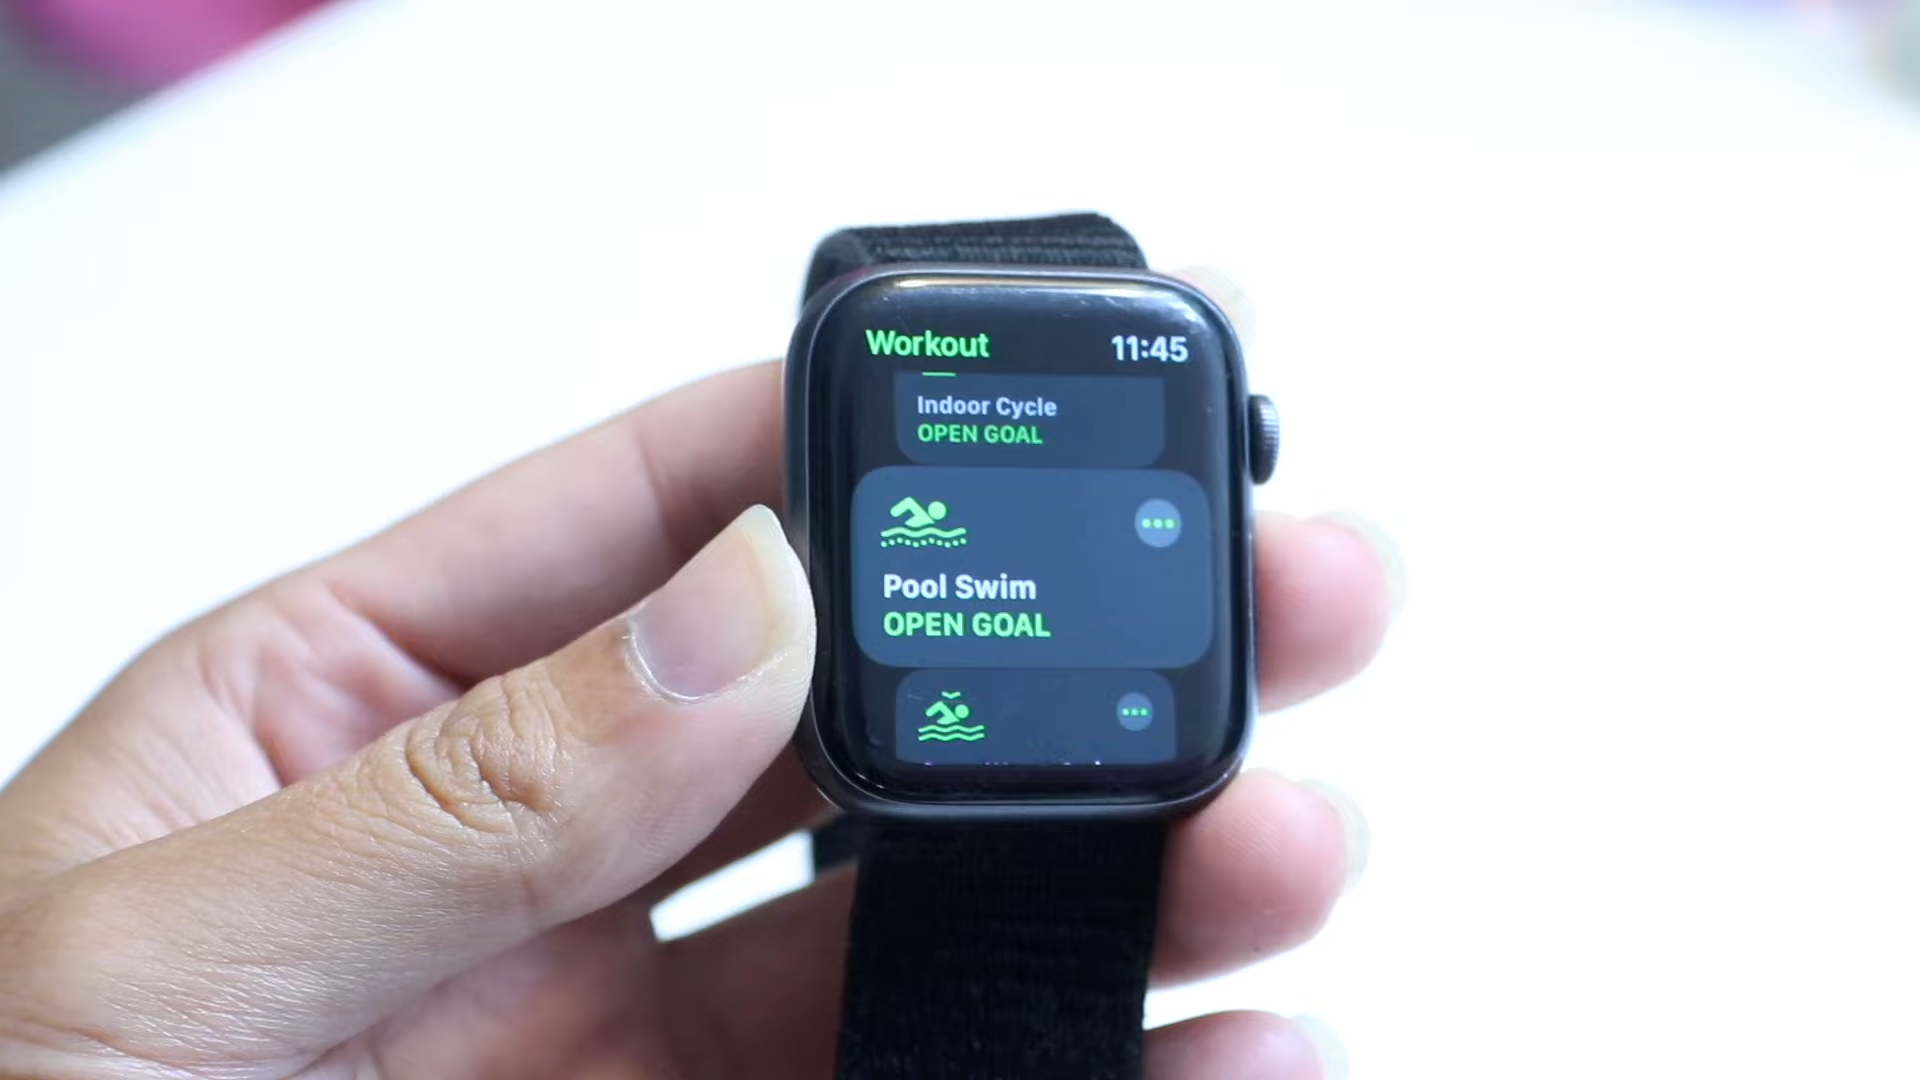 Workout
11:45
Indoor Cycle
OPEN GOAL
Pool Swim
OPEN GOAL